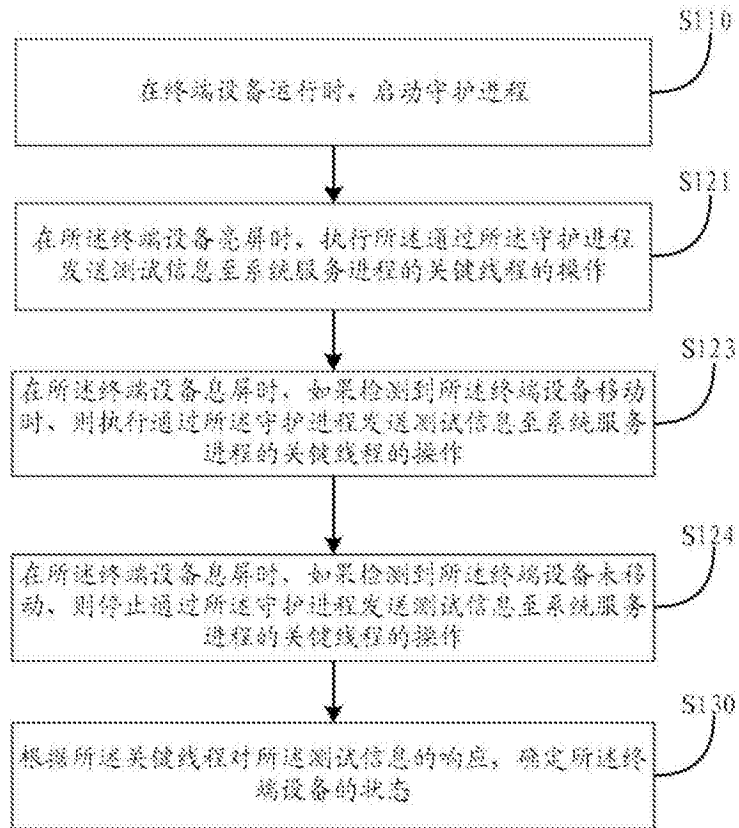 S110
在终端设备运行时，启动守护进程
S121
在所述终端设备亮屏时、执行所述通过所述守护进程
发送测试信息至系统服务进程的关键线程的操作
S123
在所述终端设备息屏时、如果检测到所述终端设备移动
时、则执行通过所述守护进程发送测试信息至系统服务
进程的关键线程的操作
S124
在所述终端设备息屏时、如果检测到所述终端设备未移
动、则停止通过所述守护进程发送测试信息至系统服务
进程的关键线程的操作
S130
根据所述关键线程对所述测试信息的响应，确定所述终
端设备的状态